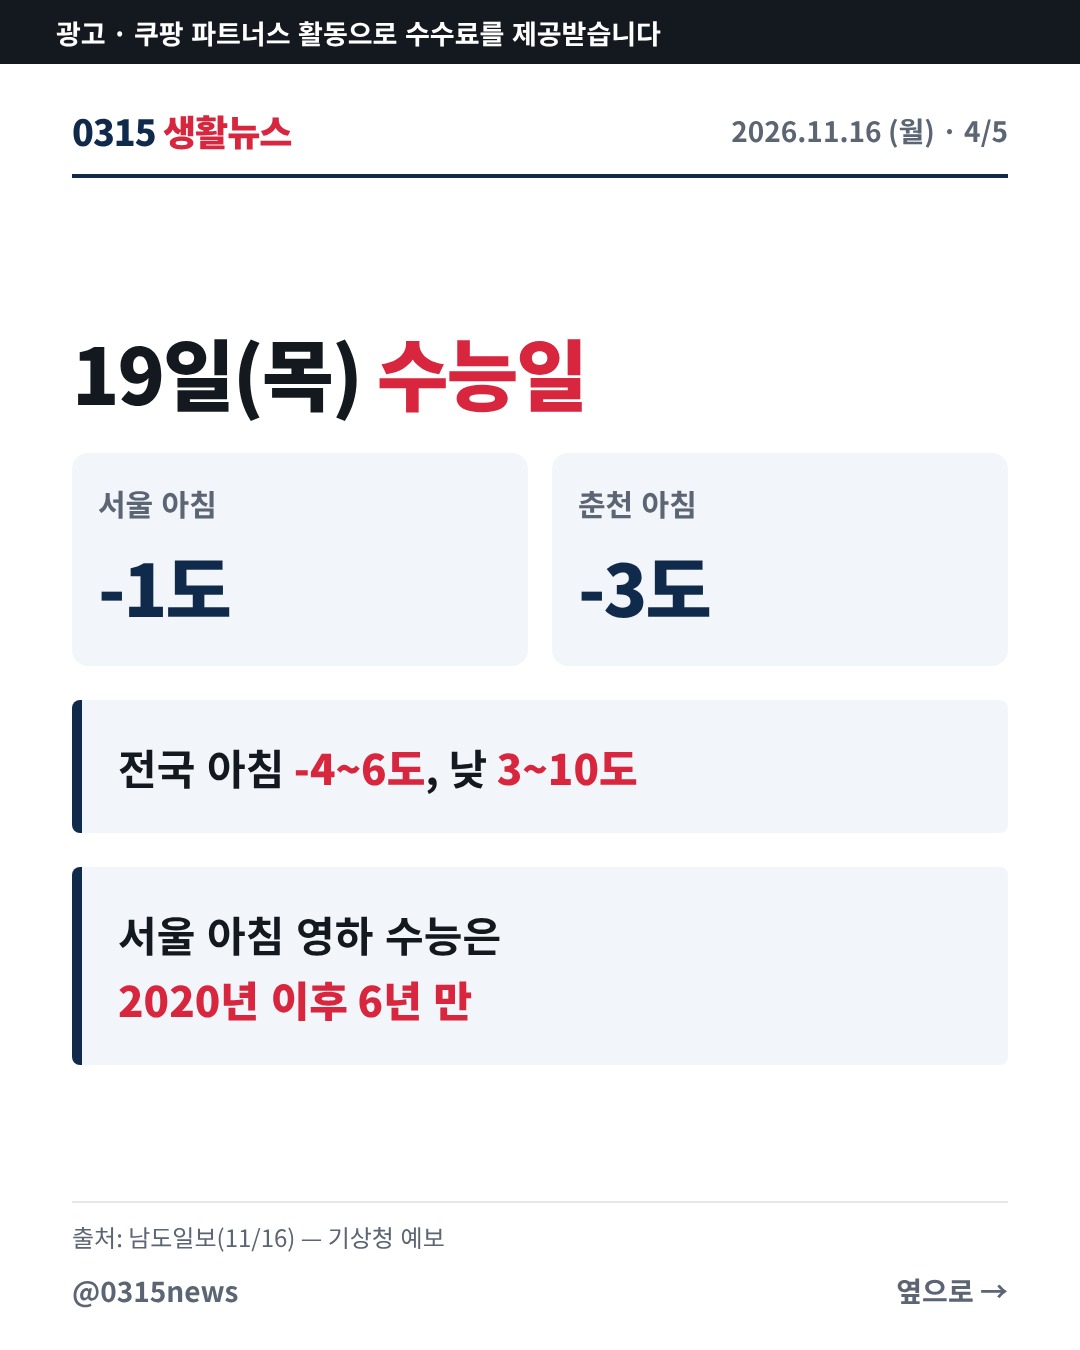 광고 · 쿠팡 파트너스 활동으로 수수료를 제공받습니다
0315 생활뉴스
2026.11.16 (월) · 4/5
19일(목) 수능일
서울 아침
-1도
춘천 아침
-3도
전국 아침 -4~6도, 낮 3~10도
서울 아침 영하 수능은
2020년 이후 6년 만
출처: 남도일보(11/16) — 기상청 예보
@0315news
옆으로 →